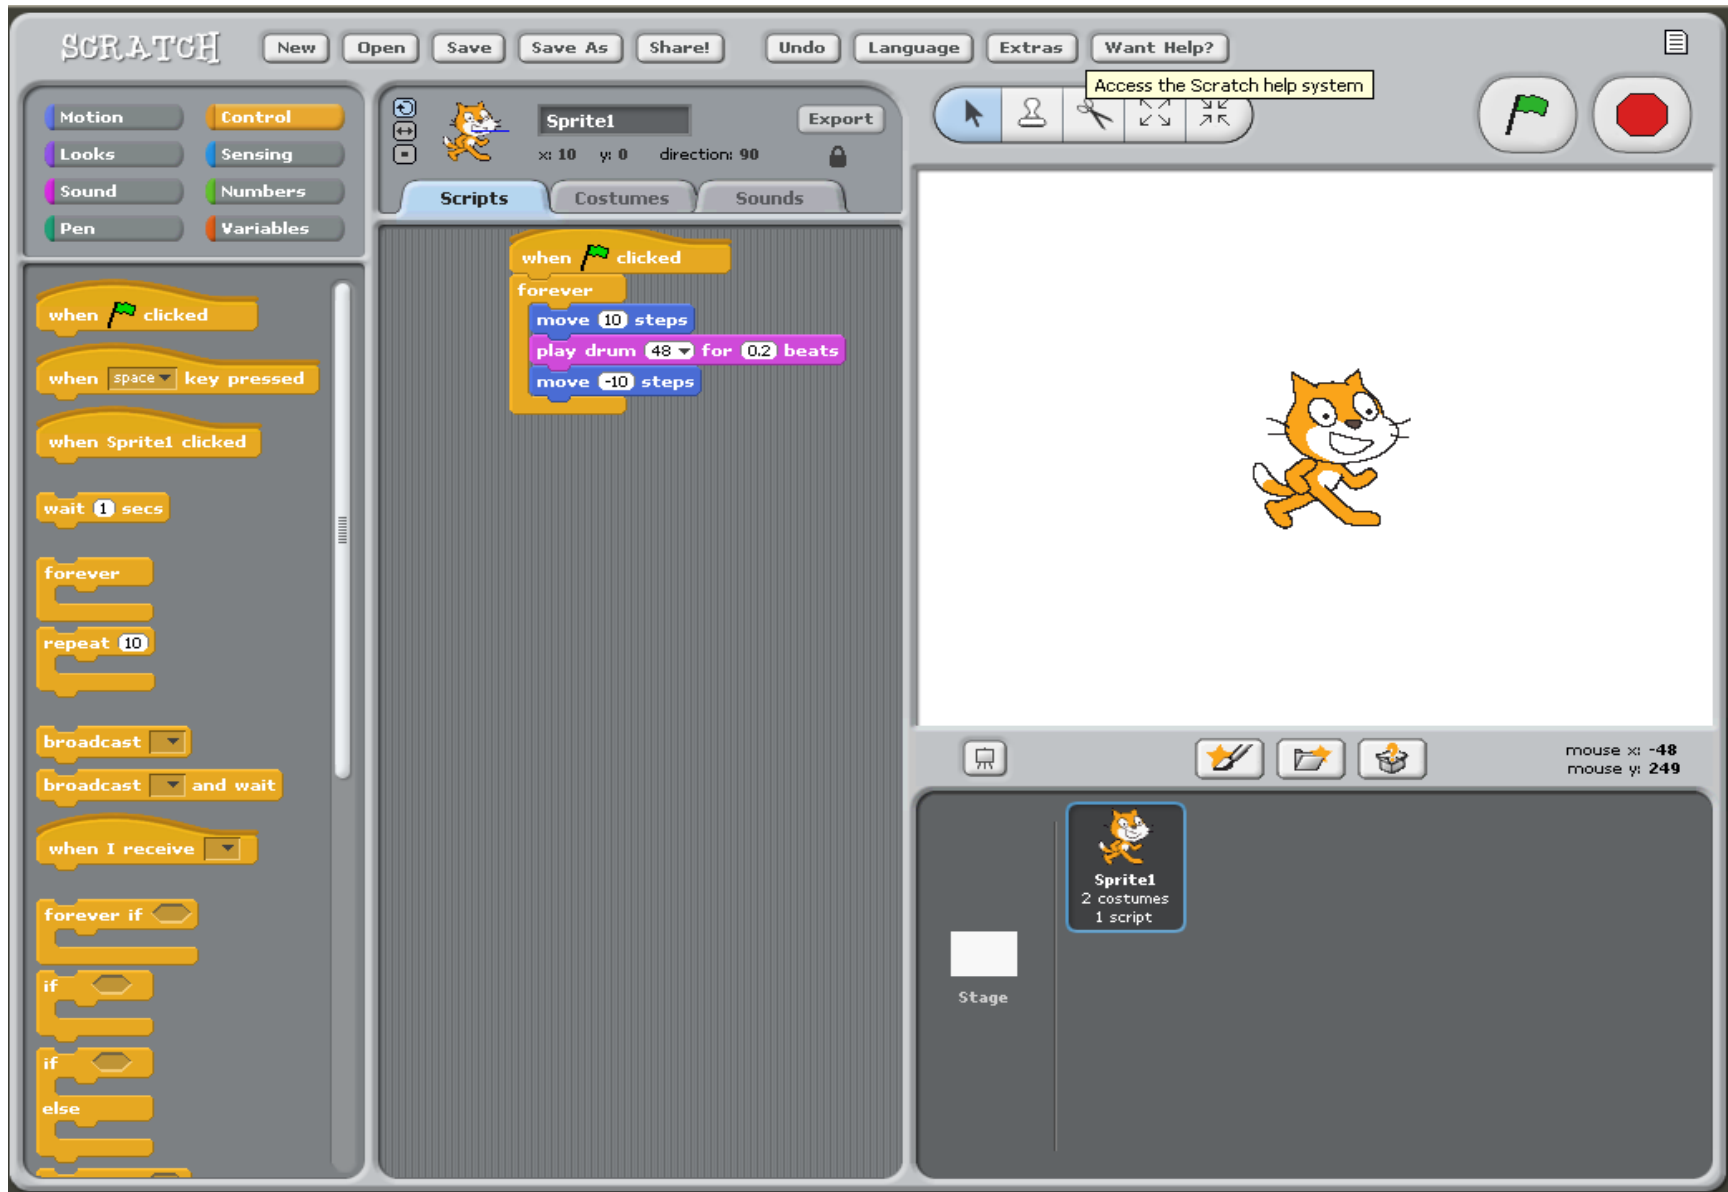 SCRATCH New Open Save Save As Share! Undo Language Extras Want Help?
Access the Scratch help system
Motion Control
Looks Sensing
Sound Numbers
Pen Variables
when clicked
when space key pressed
when Sprite1 clicked
wait 1 secs
forever
repeat 10
broadcast
broadcast and wait
when I receive
forever if
if
if
else
Sprite1 Export
x: 10 y: 0 direction: 90
Scripts Costumes Sounds
when clicked
forever
move 10 steps
play drum 48 for 0.2 beats
move -10 steps
mouse x: -48
mouse y: 249
Sprite1
2 costumes
1 script
Stage